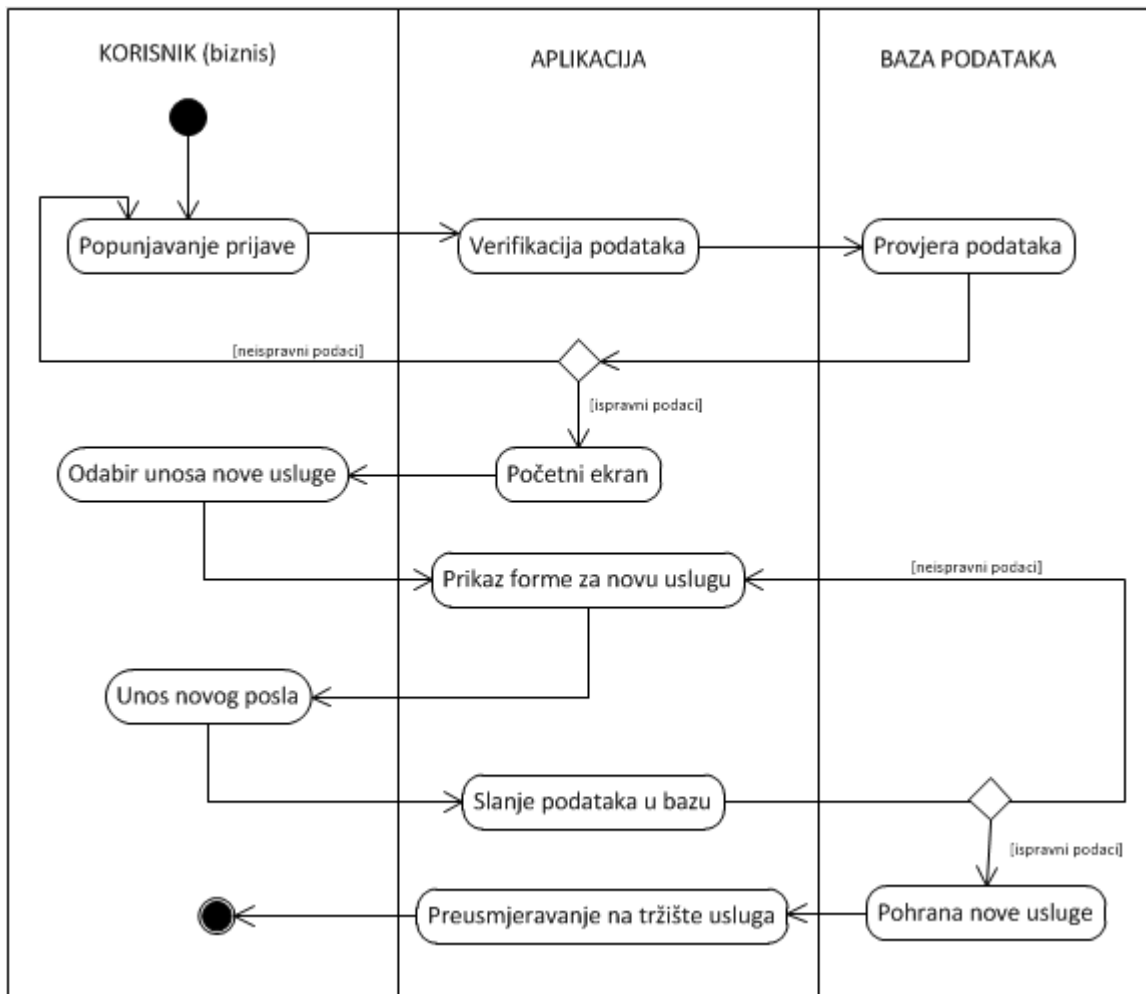 KORISNIK (biznis)
APLIKACIJA
BAZA PODATAKA
Popunjavanje prijave
Verifikacija podataka
Provjera podataka
[neispravni podaci]
[ispravni podaci]
Početni ekran
Odabir unosa nove usluge
Prikaz forme za novu uslugu
[neispravni podaci]
Unos novog posla
Slanje podataka u bazu
[ispravni podaci]
Pohrana nove usluge
Preusmjeravanje na tržište usluga